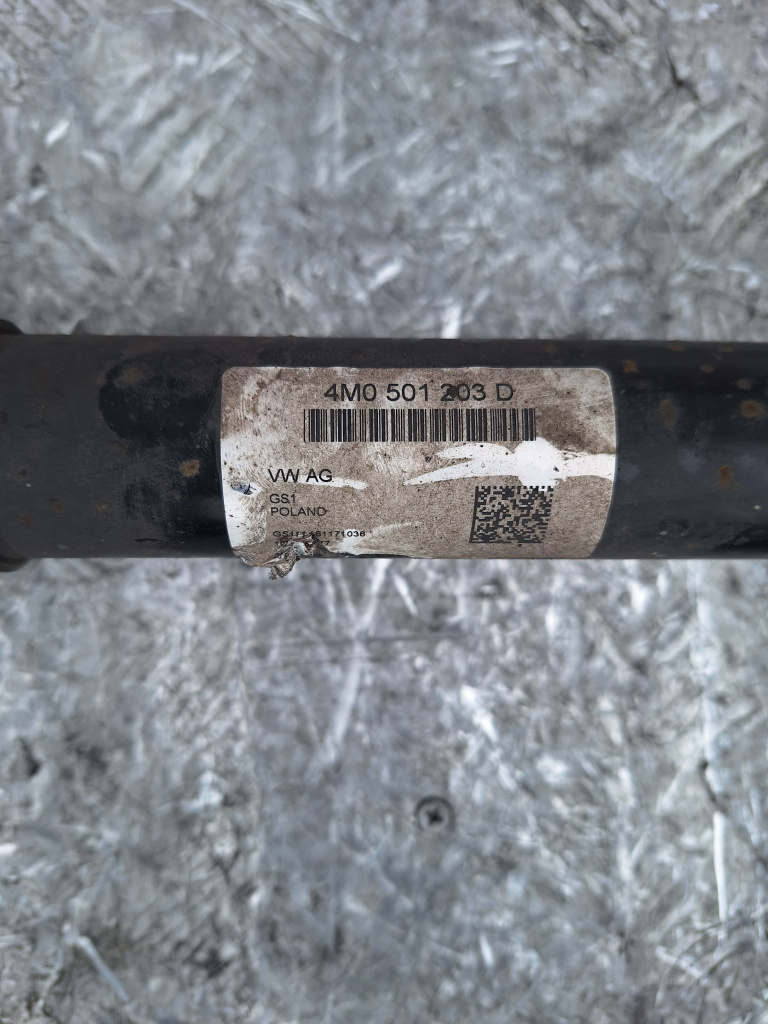 4M0 501 203 D
VW AG
GS1
POLAND